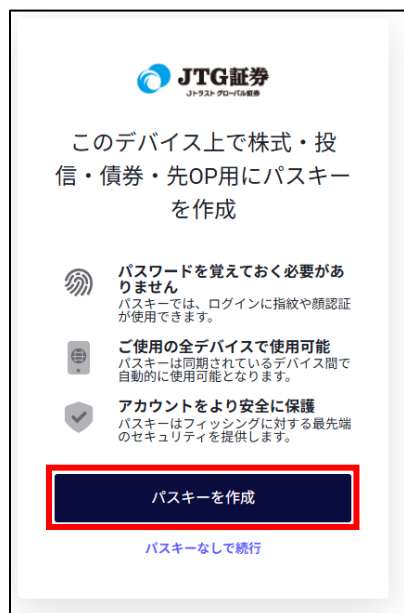 JTG証券
Jトラスト グローバル証券
このデバイス上で株式・投
信・債券・先OP用にパスキー
を作成
パスワードを覚えておく必要があ
りません
パスキーでは、ログインに指紋や顔認証
が使用できます。
ご使用の全デバイスで使用可能
パスキーは同期されているデバイス間で
自動的に使用可能となります。
アカウントをより安全に保護
パスキーはフィッシングに対する最先端
のセキュリティを提供します。
パスキーを作成
パスキーなしで続行